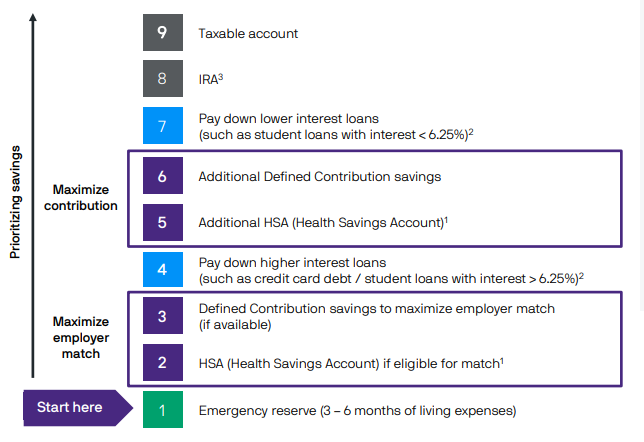 9 Taxable account
8 IRA³
7 Pay down lower interest loans
(such as student loans with interest < 6.25%)²
6 Additional Defined Contribution savings
Maximize
contribution
5 Additional HSA (Health Savings Account)¹
Prioritizing savings
4 Pay down higher interest loans
(such as credit card debt / student loans with interest > 6.25%)²
3 Defined Contribution savings to maximize employer match
(if available)
Maximize
employer
match
2 HSA (Health Savings Account) if eligible for match¹
Start here
1 Emergency reserve (3 – 6 months of living expenses)